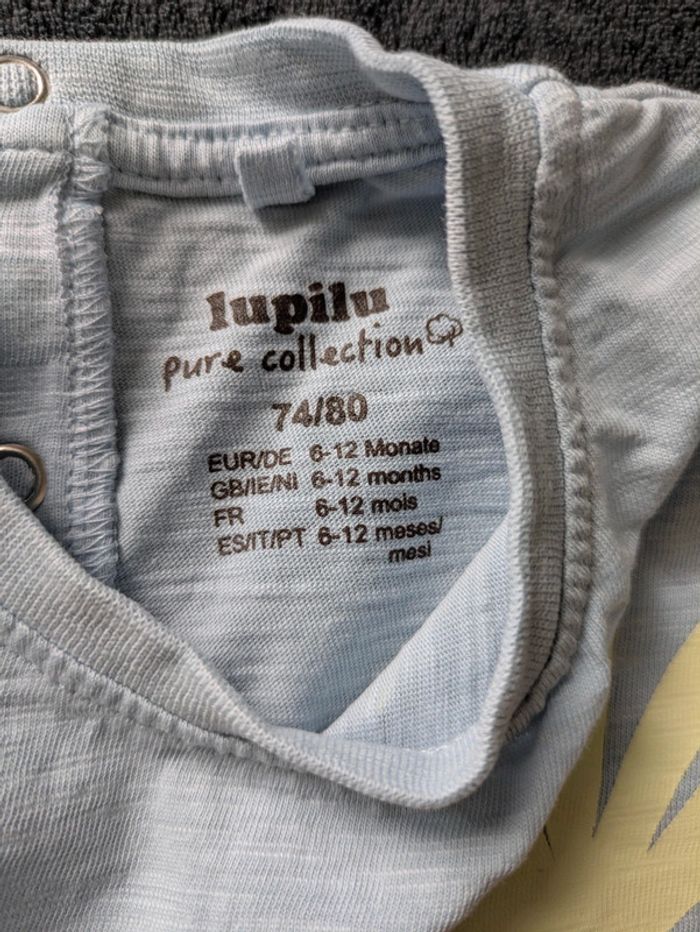 lupilu
pure collection
74/80
EUR/DE 6-12 Monate
GB/IE/NI 6-12 months
FR 6-12 mois
ES/IT/PT 6-12 meses/
mesi